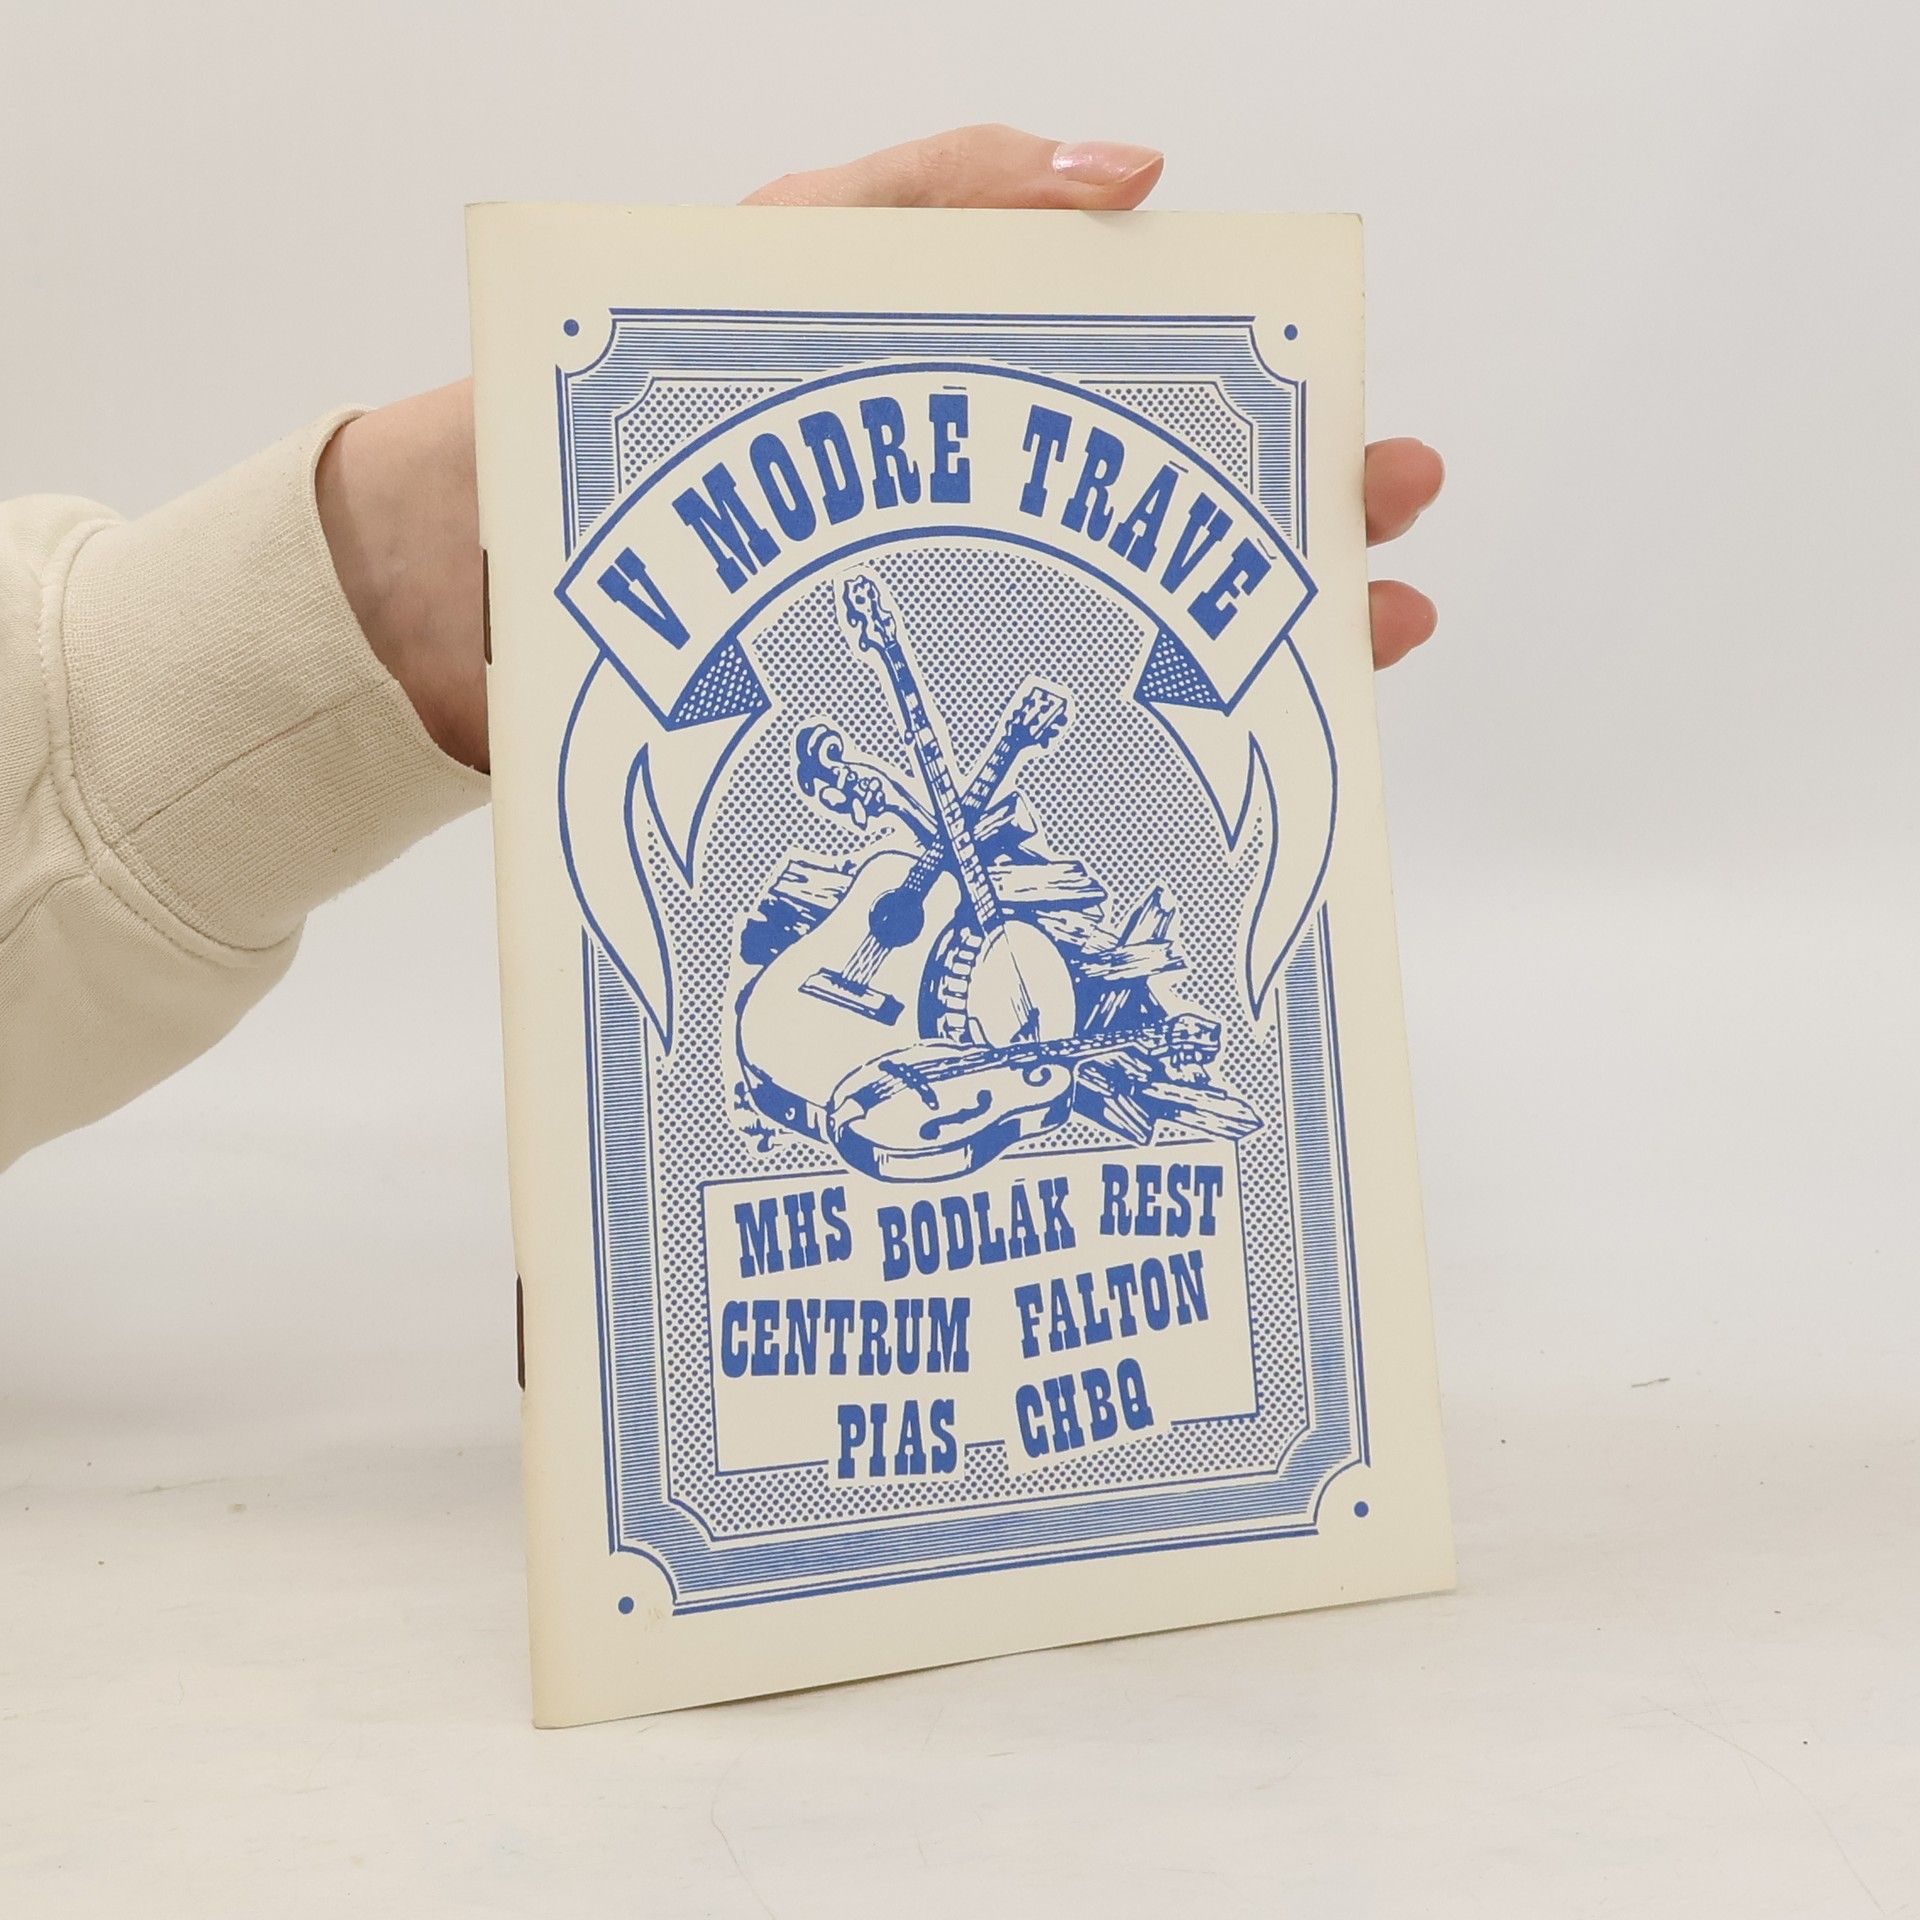 V MODRÉ TRÁVĚ
MHS BODLÁK REST
CENTRUM FALTON
PIAS CHBQ